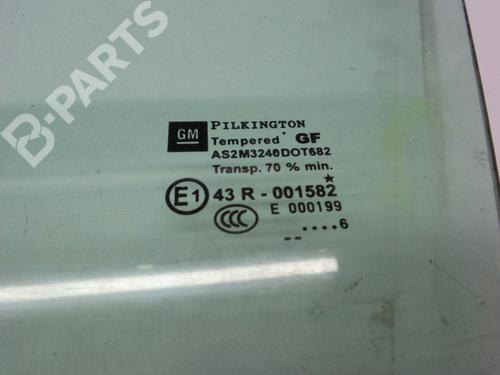 B-PARTS
GM PILKINGTON
Tempered GF
AS2M3240DOT682
Transp. 70 % min.
E1 43 R - 001582
CCC E 000199
-- ....6